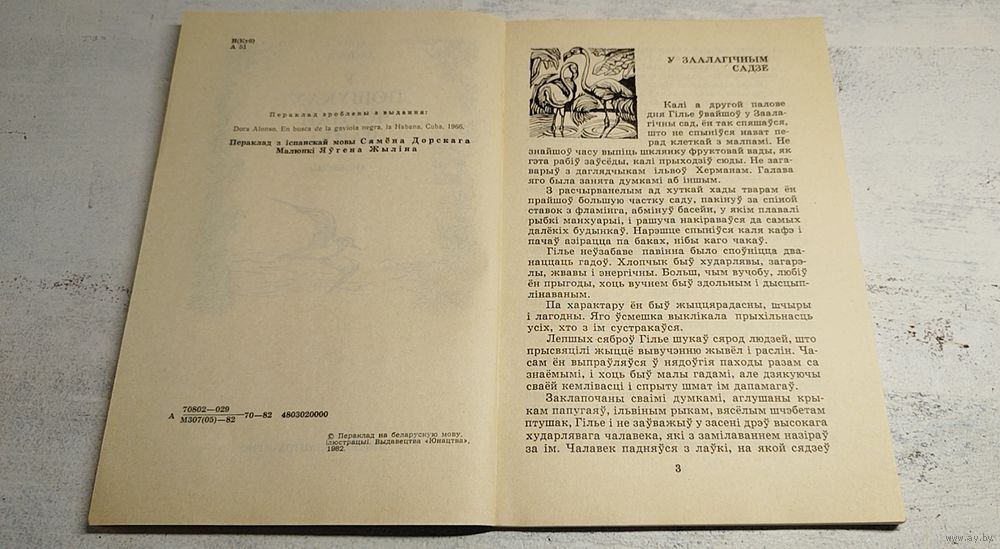 И(Куб)
А 51
Пераклад зроблены з выдання:
Dora Alonso. En busca de la gaviota negra, la Habana, Cuba, 1966.
Пераклад з іспанскай мовы Сямёна Дорскага
Малюнкі Яўгена Жыліна
70802—029
А 70—82 4803020000
М307(05)—82
© Пераклад на беларускую мову,
ілюстрацыі. Выдавецтва «Юнацтва»,
1982.
У ЗААЛАГІЧНЫМ
САДЗЕ
Калі а другой палове
дня Гілье ўвайшоў у Заала-
гічны сад, ён так спяшаўся,
што не спыніўся нават пе-
рад клеткай з малпамі. Не
знайшоў часу выпіць шклянку фруктовай вады, як
гэта рабіў заўсёды, калі прыходзіў сюды. Не зага-
варыў з даглядчыкам ільвоў Херманам. Галава
яго была занята думкамі аб іншым.
З расчырванелым ад хуткай хады тварам ён
прайшоў большую частку саду, пакінуў за спіной
ставок з фламінга, абмінуў басейн, у якім плавалі
рыбкі манхуары, і рашуча накіраваўся да самых
далёкіх будынкаў. Нарэшце спыніўся каля кафэ і
пачаў азірацца па баках, нібы каго чакаў.
Гілье неўзабаве павінна было споўніцца два-
наццаць гадоў. Хлопчык быў хударлявы, загарэ-
лы, жвавы і энергічны. Больш, чым вучобу, любіў
ён прыгоды, хоць вучнем быў здольным і дысцып-
лінаваным.
Па характару ён быў жыццярадасны, шчыры
і лагодны. Яго ўсмешка выклікала прыхільнасць
усіх, хто з ім сустракаўся.
Лепшых сяброў Гілье шукаў сярод людзей, што
прысвяцілі жыццё вывучэнню жывёл і раслін. Ча-
сам ён выпраўляўся ў нядоўгія паходы разам са
знаёмымі, і хоць быў малы гадамі, але дзякуючы
сваёй кемлівасці і спрыту шмат ім дапамагаў.
Заклапочаны сваімі думкамі, аглушаны кры-
кам папугаяў, ільвіным рыкам, вясёлым шчэбетам
птушак, Гілье і не заўважыў у засені дрэў высокага
хударлявага чалавека, які з замілаваннем назіраў
за ім. Чалавек падняўся з лаўкі, на якой сядзеў
3
www.ay.by